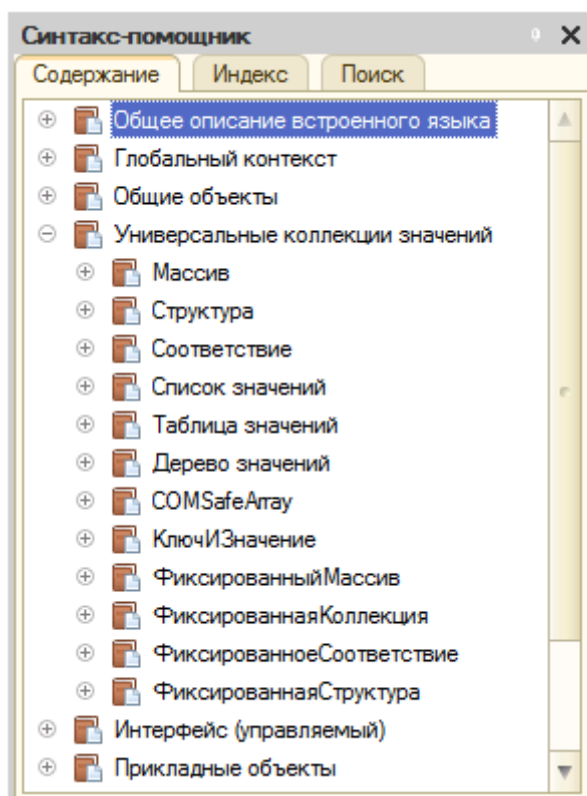 Синтакс-помощник
Содержание Индекс Поиск
Общее описание встроенного языка
Глобальный контекст
Общие объекты
Универсальные коллекции значений
Массив
Структура
Соответствие
Список значений
Таблица значений
Дерево значений
COMSafeArray
КлючИЗначение
ФиксированныйМассив
ФиксированнаяКоллекция
ФиксированноеСоответствие
ФиксированнаяСтруктура
Интерфейс (управляемый)
Прикладные объекты